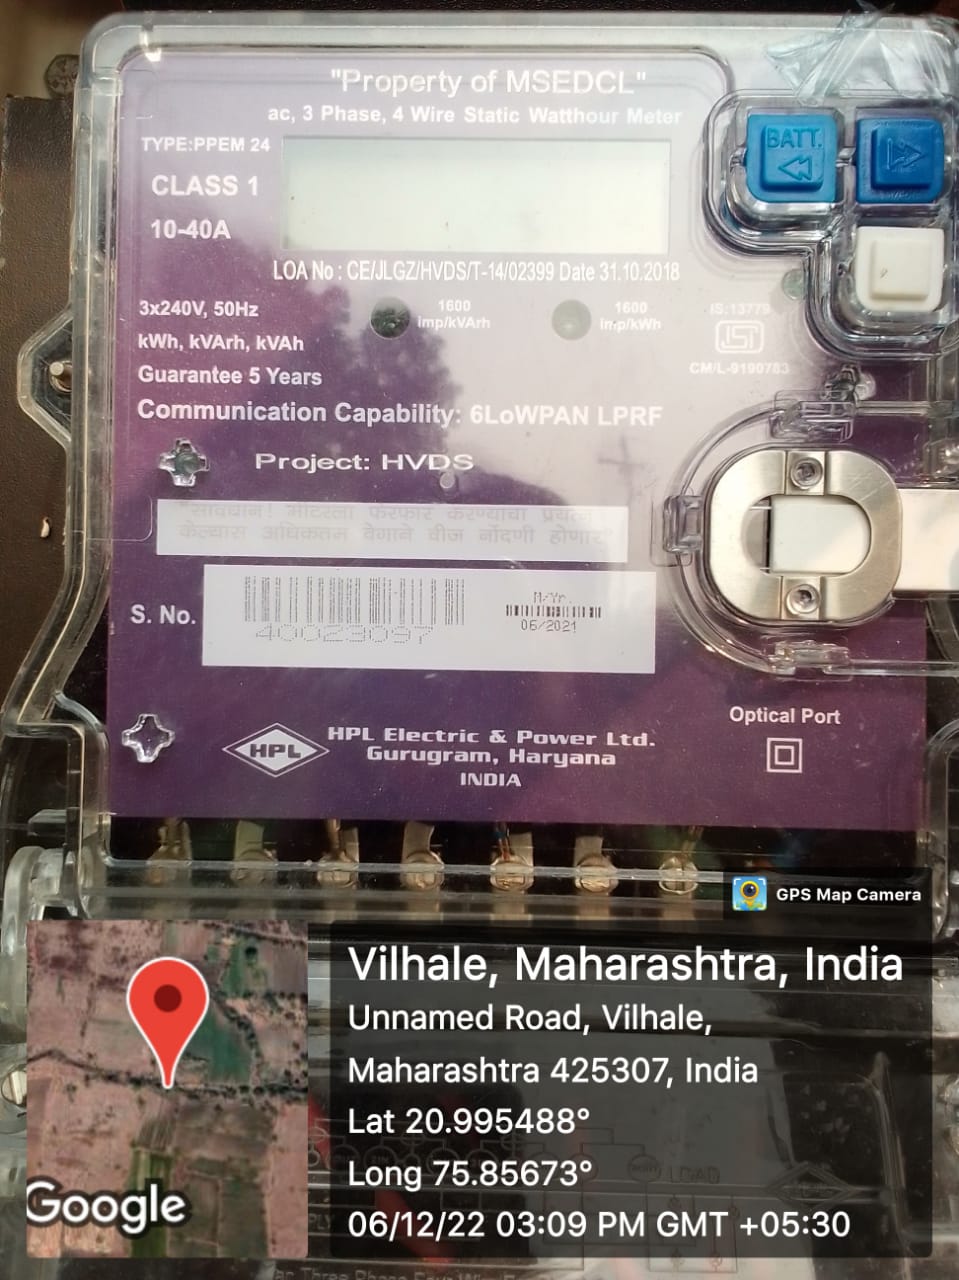 "Property of MSEDCL"
ac, 3 Phase, 4 Wire Static Watthour Meter
TYPE:PPEM 24
CLASS 1
10-40A
BATT.
LOA No : CE/JLGZ/HVDS/T-14/02399 Date 31.10.2018
3x240V, 50Hz
kWh, kVArh, kVAh
Guarantee 5 Years
Communication Capability: 6LoWPAN LPRF
1600
imp/kVArh
1600
imp/kWh
IS:13779
ISI
CM/L-9190783
Project: HVDS
"सावधान! मीटरला फेरफार करण्याचा प्रयत्न
केल्यास अधिकतम वेगाने वीज नोंदणी होणार"
S. No.
40023097
M/Yr.
06/2021
HPL
HPL Electric & Power Ltd.
Gurugram, Haryana
INDIA
Optical Port
GPS Map Camera
Vilhale, Maharashtra, India
Unnamed Road, Vilhale,
Maharashtra 425307, India
Lat 20.995488°
Long 75.85673°
06/12/22 03:09 PM GMT +05:30
Google
LOAD